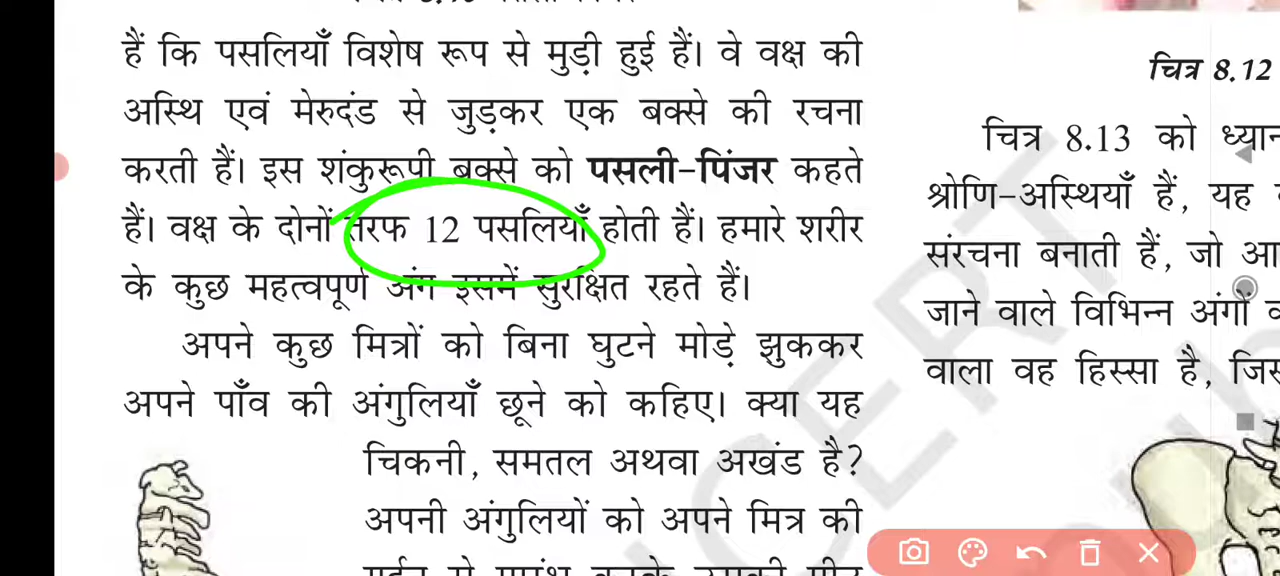 हैं कि पसलियाँ विशेष रूप से मुड़ी हुई हैं। वे वक्ष की
अस्थि एवं मेरुदंड से जुड़कर एक बक्से की रचना
करती हैं। इस शंकुरूपी बक्से को पसली-पिंजर कहते
हैं। वक्ष के दोनों तरफ 12 पसलियाँ होती हैं। हमारे शरीर
के कुछ महत्वपूर्ण अंग इसमें सुरक्षित रहते हैं।
अपने कुछ मित्रों को बिना घुटने मोड़े झुककर
अपने पाँव की अंगुलियाँ छूने को कहिए। क्या यह
चिकनी, समतल अथवा अखंड है?
अपनी अंगुलियों को अपने मित्र की
चित्र 8.12
चित्र 8.13 को
श्रोणि-अस्थियाँ हैं, यह
संरचना बनाती हैं, जो
जाने वाले विभिन्न अंगों
वाला वह हिस्सा है,
NCERT